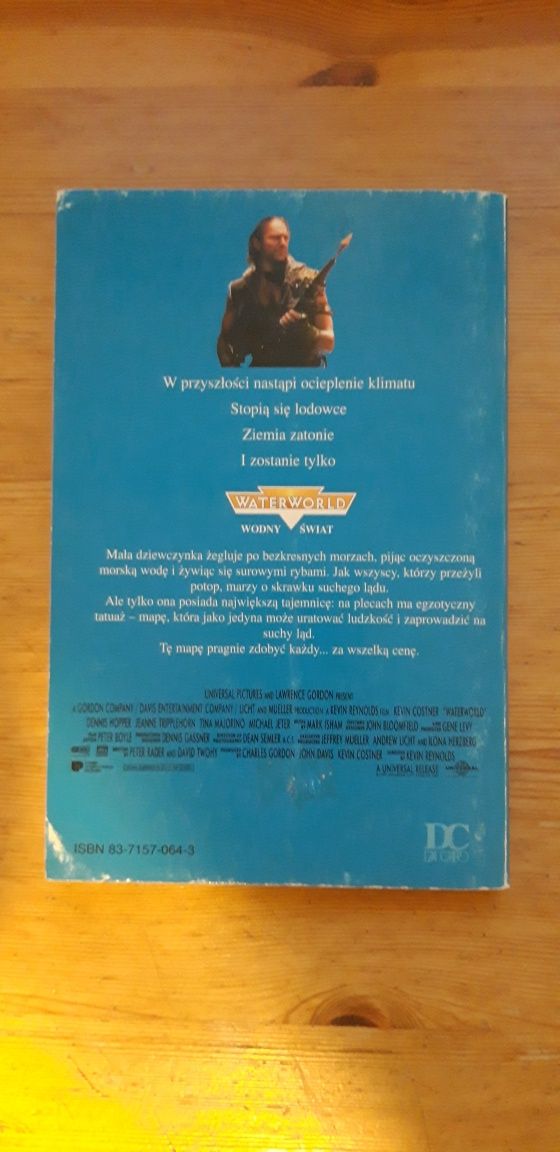 W przyszłości nastąpi ocieplenie klimatu
Stopią się lodowce
Ziemia zatonie
I zostanie tylko
WATERWORLD
WODNY ŚWIAT
Mała dziewczynka żegluje po bezkresnych morzach, pijąc oczyszczoną
morską wodę i żywiąc się surowymi rybami. Jak wszyscy, którzy przeżyli
potop, marzy o skrawku suchego lądu.
Ale tylko ona posiada największą tajemnicę: na plecach ma egzotyczny
tatuaż – mapę, która jako jedyna może uratować ludzkość i zaprowadzić na
suchy ląd.
Tę mapę pragnie zdobyć każdy... za wszelką cenę.
UNIVERSAL PICTURES AND LAWRENCE GORDON PRESENT
A GORDON COMPANY / DAVIS ENTERTAINMENT COMPANY / LICHT AND MUELLER PRODUCTION A KEVIN REYNOLDS FILM KEVIN COSTNER "WATERWORLD"
DENNIS HOPPER JEANNE TRIPPLEHORN TINA MAJORINO MICHAEL JETER MARK ISHAM JOHN BLOOMFIELD GENE LEVY
PETER BOYLE DENNIS GASSNER DEAN SEMLER A.C.S. JEFFREY MUELLER ANDREW LICHT AND ILONA HERZBERG
PETER RADER AND DAVID TWOHY CHARLES GORDON JOHN DAVIS KEVIN COSTNER KEVIN REYNOLDS
A UNIVERSAL RELEASE
ISBN 83-7157-064-3
DC